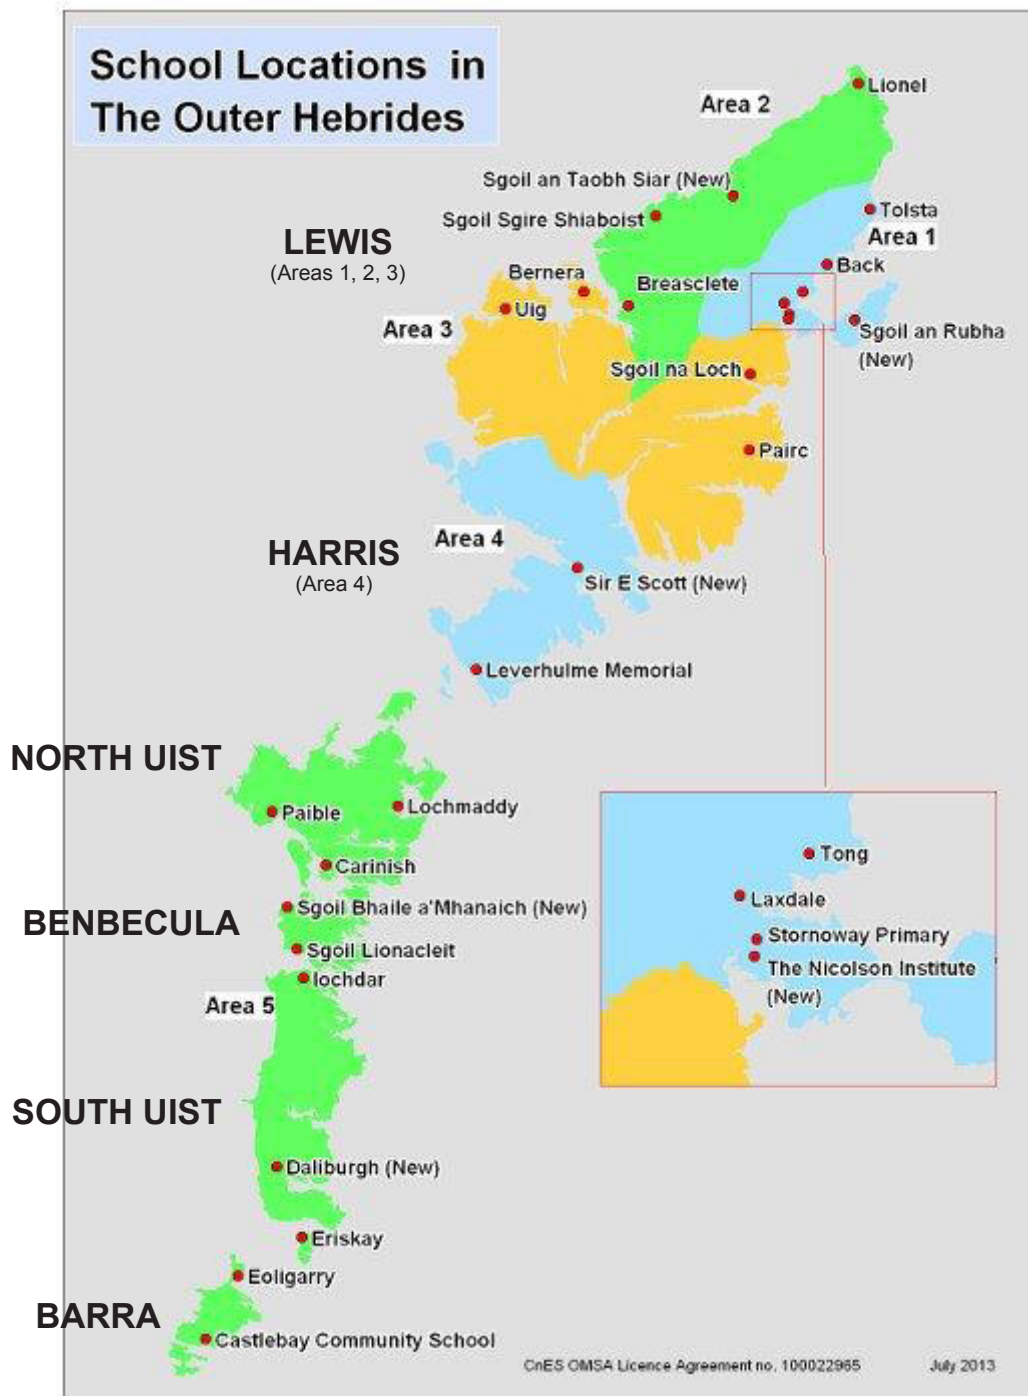 School Locations in
The Outer Hebrides
Lionel
Area 2
Sgoil an Taobh Siar (New)
Tolsta
Sgoil Sgire Shiaboist
Area 1
LEWIS
(Areas 1, 2, 3)
Back
Bernera
Breasclete
Uig
Area 3
Sgoil an Rubha
(New)
Sgoil na Loch
Pairc
Area 4
HARRIS
(Area 4)
Sir E Scott (New)
Leverhulme Memorial
NORTH UIST
Lochmaddy
Paible
Carinish
Sgoil Bhaile a'Mhanaich (New)
BENBECULA
Sgoil Lionacleit
Iochdar
Area 5
Tong
Laxdale
Stornoway Primary
The Nicolson Institute
(New)
SOUTH UIST
Daliburgh (New)
Eriskay
Eoligarry
BARRA
Castlebay Community School
CnES OMSA Licence Agreement no. 100022965
July 2013